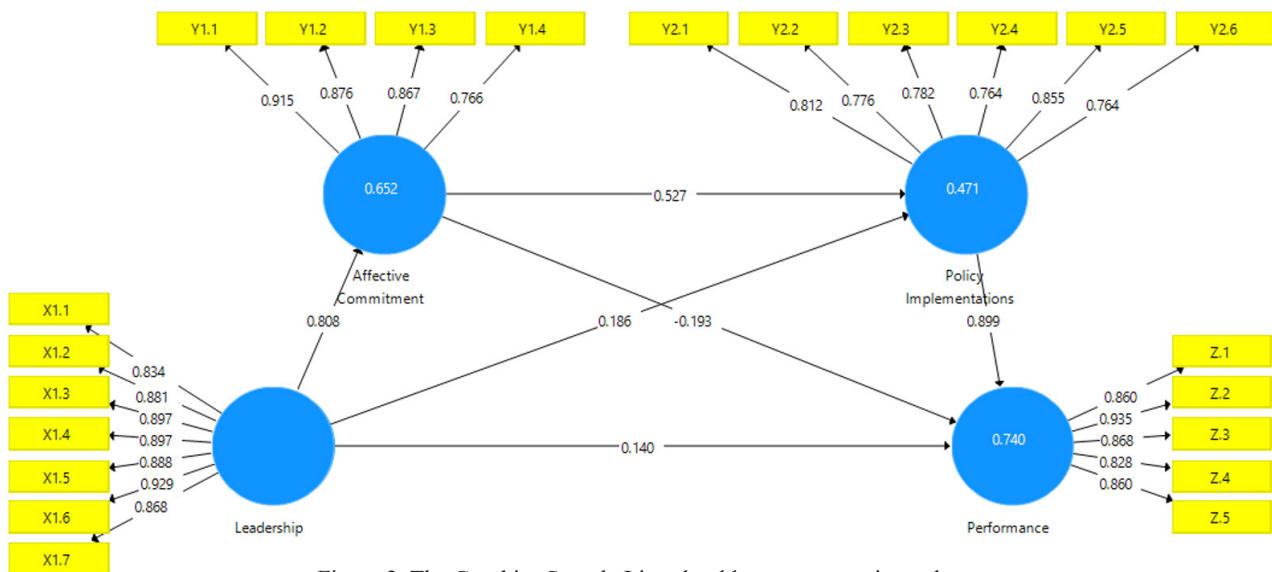 Y1.1 Y1.2 Y1.3 Y1.4 Y2.1 Y2.2 Y2.3 Y2.4 Y2.5 Y2.6
0.915 0.876 0.867 0.766 0.812 0.776 0.782 0.764 0.855 0.764
0.652 0.527 0.471
Affective
Commitment
Policy
Implementations
0.808 0.186 -0.193 0.899
X1.1
X1.2
X1.3
X1.4
X1.5
X1.6
X1.7
0.834
0.881
0.897
0.897
0.888
0.929
0.868
Leadership
0.140
0.740
Performance
0.860
0.935
0.868
0.828
0.860
Z.1
Z.2
Z.3
Z.4
Z.5